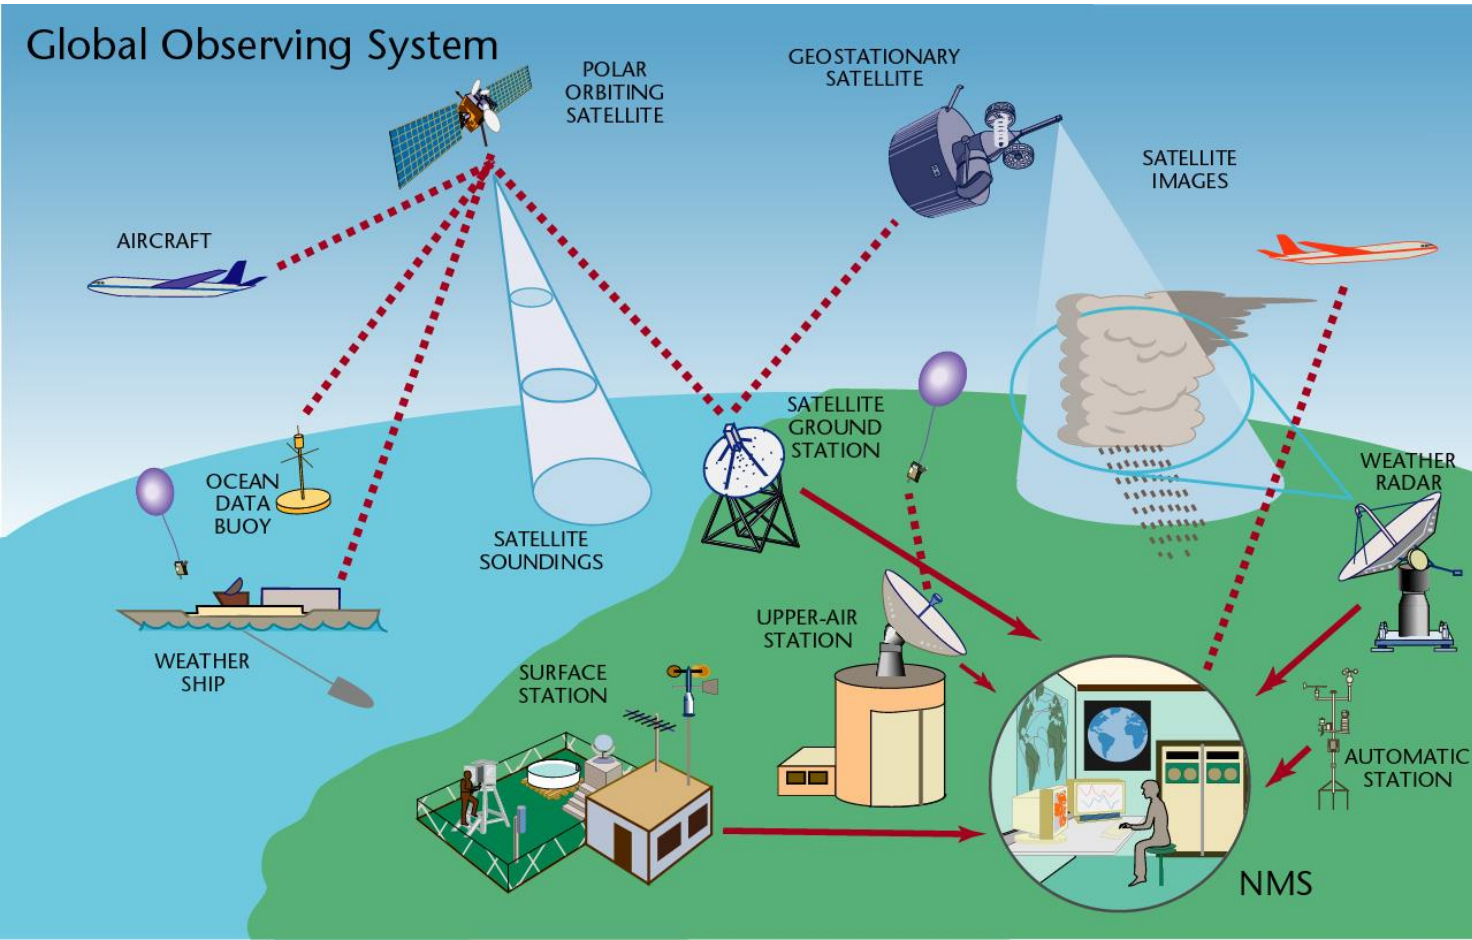 Global Observing System
POLAR
ORBITING
SATELLITE
GEOSTATIONARY
SATELLITE
SATELLITE
IMAGES
AIRCRAFT
SATELLITE
GROUND
STATION
WEATHER
RADAR
OCEAN
DATA
BUOY
SATELLITE
SOUNDINGS
UPPER-AIR
STATION
WEATHER
SHIP
SURFACE
STATION
AUTOMATIC
STATION
NMS